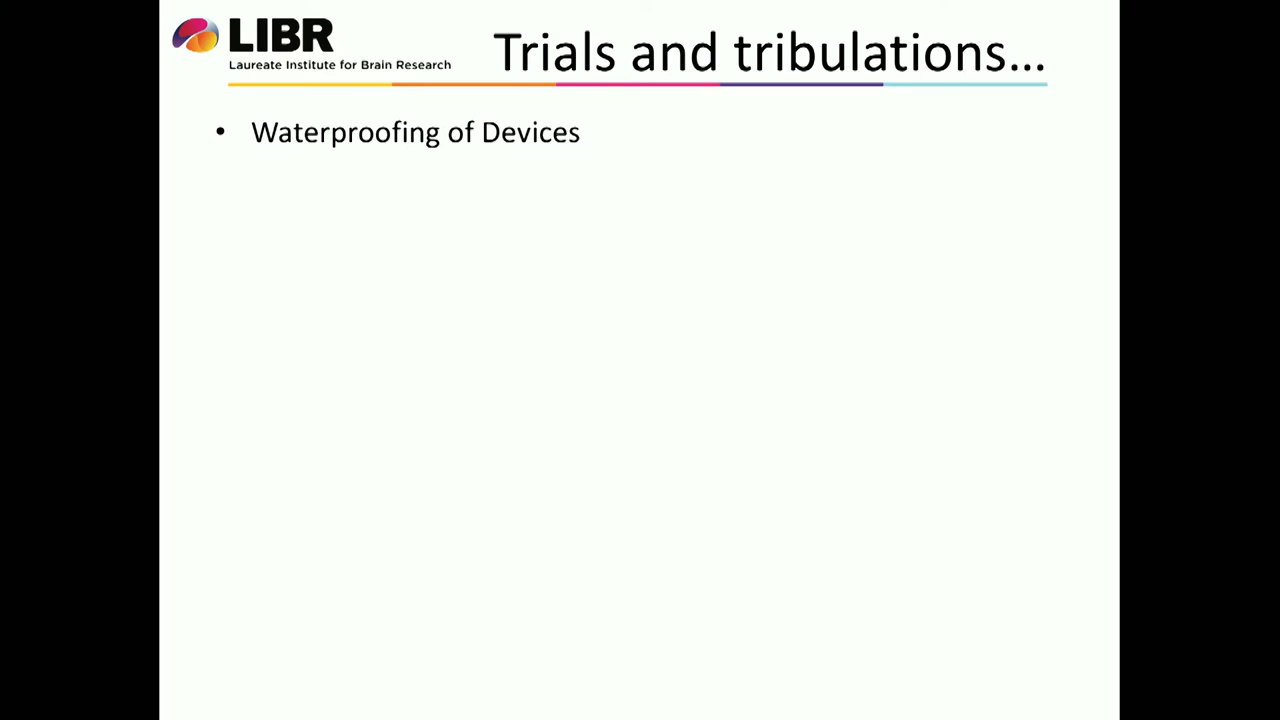 LIBR
Laureate Institute for Brain Research
Trials and tribulations...
• Waterproofing of Devices